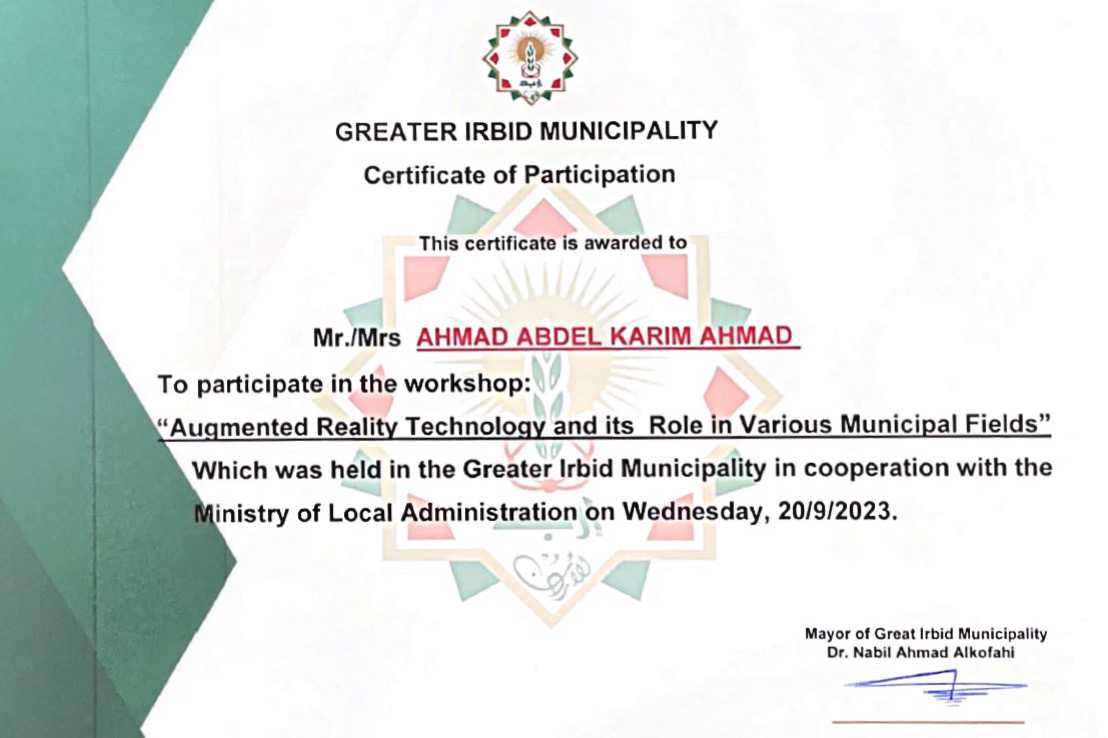 GREATER IRBID MUNICIPALITY
Certificate of Participation
This certificate is awarded to
Mr./Mrs AHMAD ABDEL KARIM AHMAD
To participate in the workshop:
“Augmented Reality Technology and its Role in Various Municipal Fields”
Which was held in the Greater Irbid Municipality in cooperation with the
Ministry of Local Administration on Wednesday, 20/9/2023.
Mayor of Great Irbid Municipality
Dr. Nabil Ahmad Alkofahi